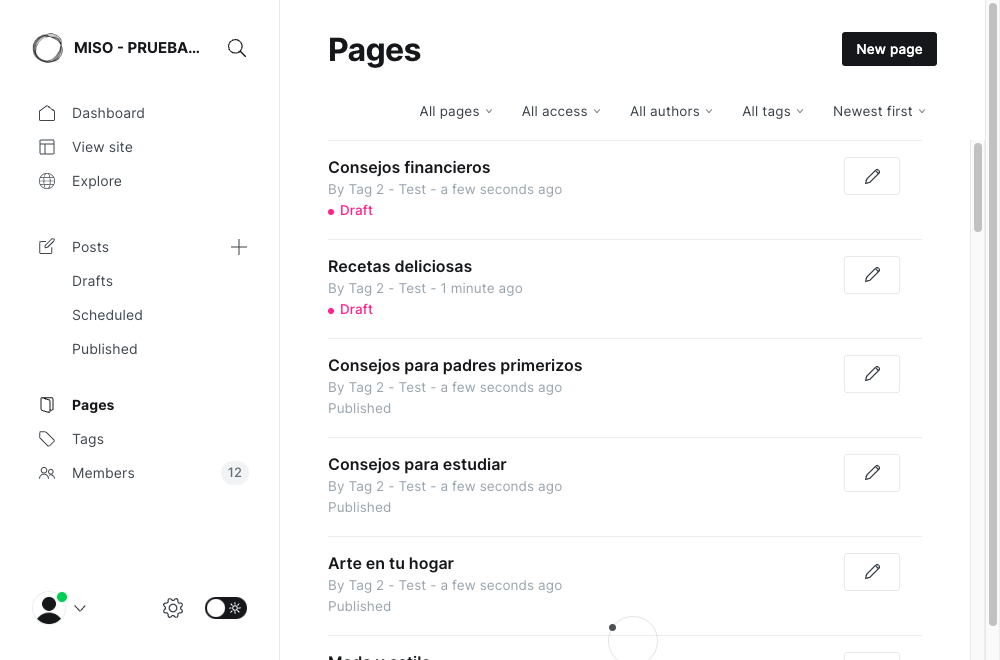 MISO - PRUEBA...
Dashboard
View site
Explore
Posts
Drafts
Scheduled
Published
Pages
Tags
Members 12
Pages
New page
All pages All access All authors All tags Newest first
Consejos financieros
By Tag 2 - Test - a few seconds ago
Draft
Recetas deliciosas
By Tag 2 - Test - 1 minute ago
Draft
Consejos para padres primerizos
By Tag 2 - Test - a few seconds ago
Published
Consejos para estudiar
By Tag 2 - Test - a few seconds ago
Published
Arte en tu hogar
By Tag 2 - Test - a few seconds ago
Published
Moda y estilo